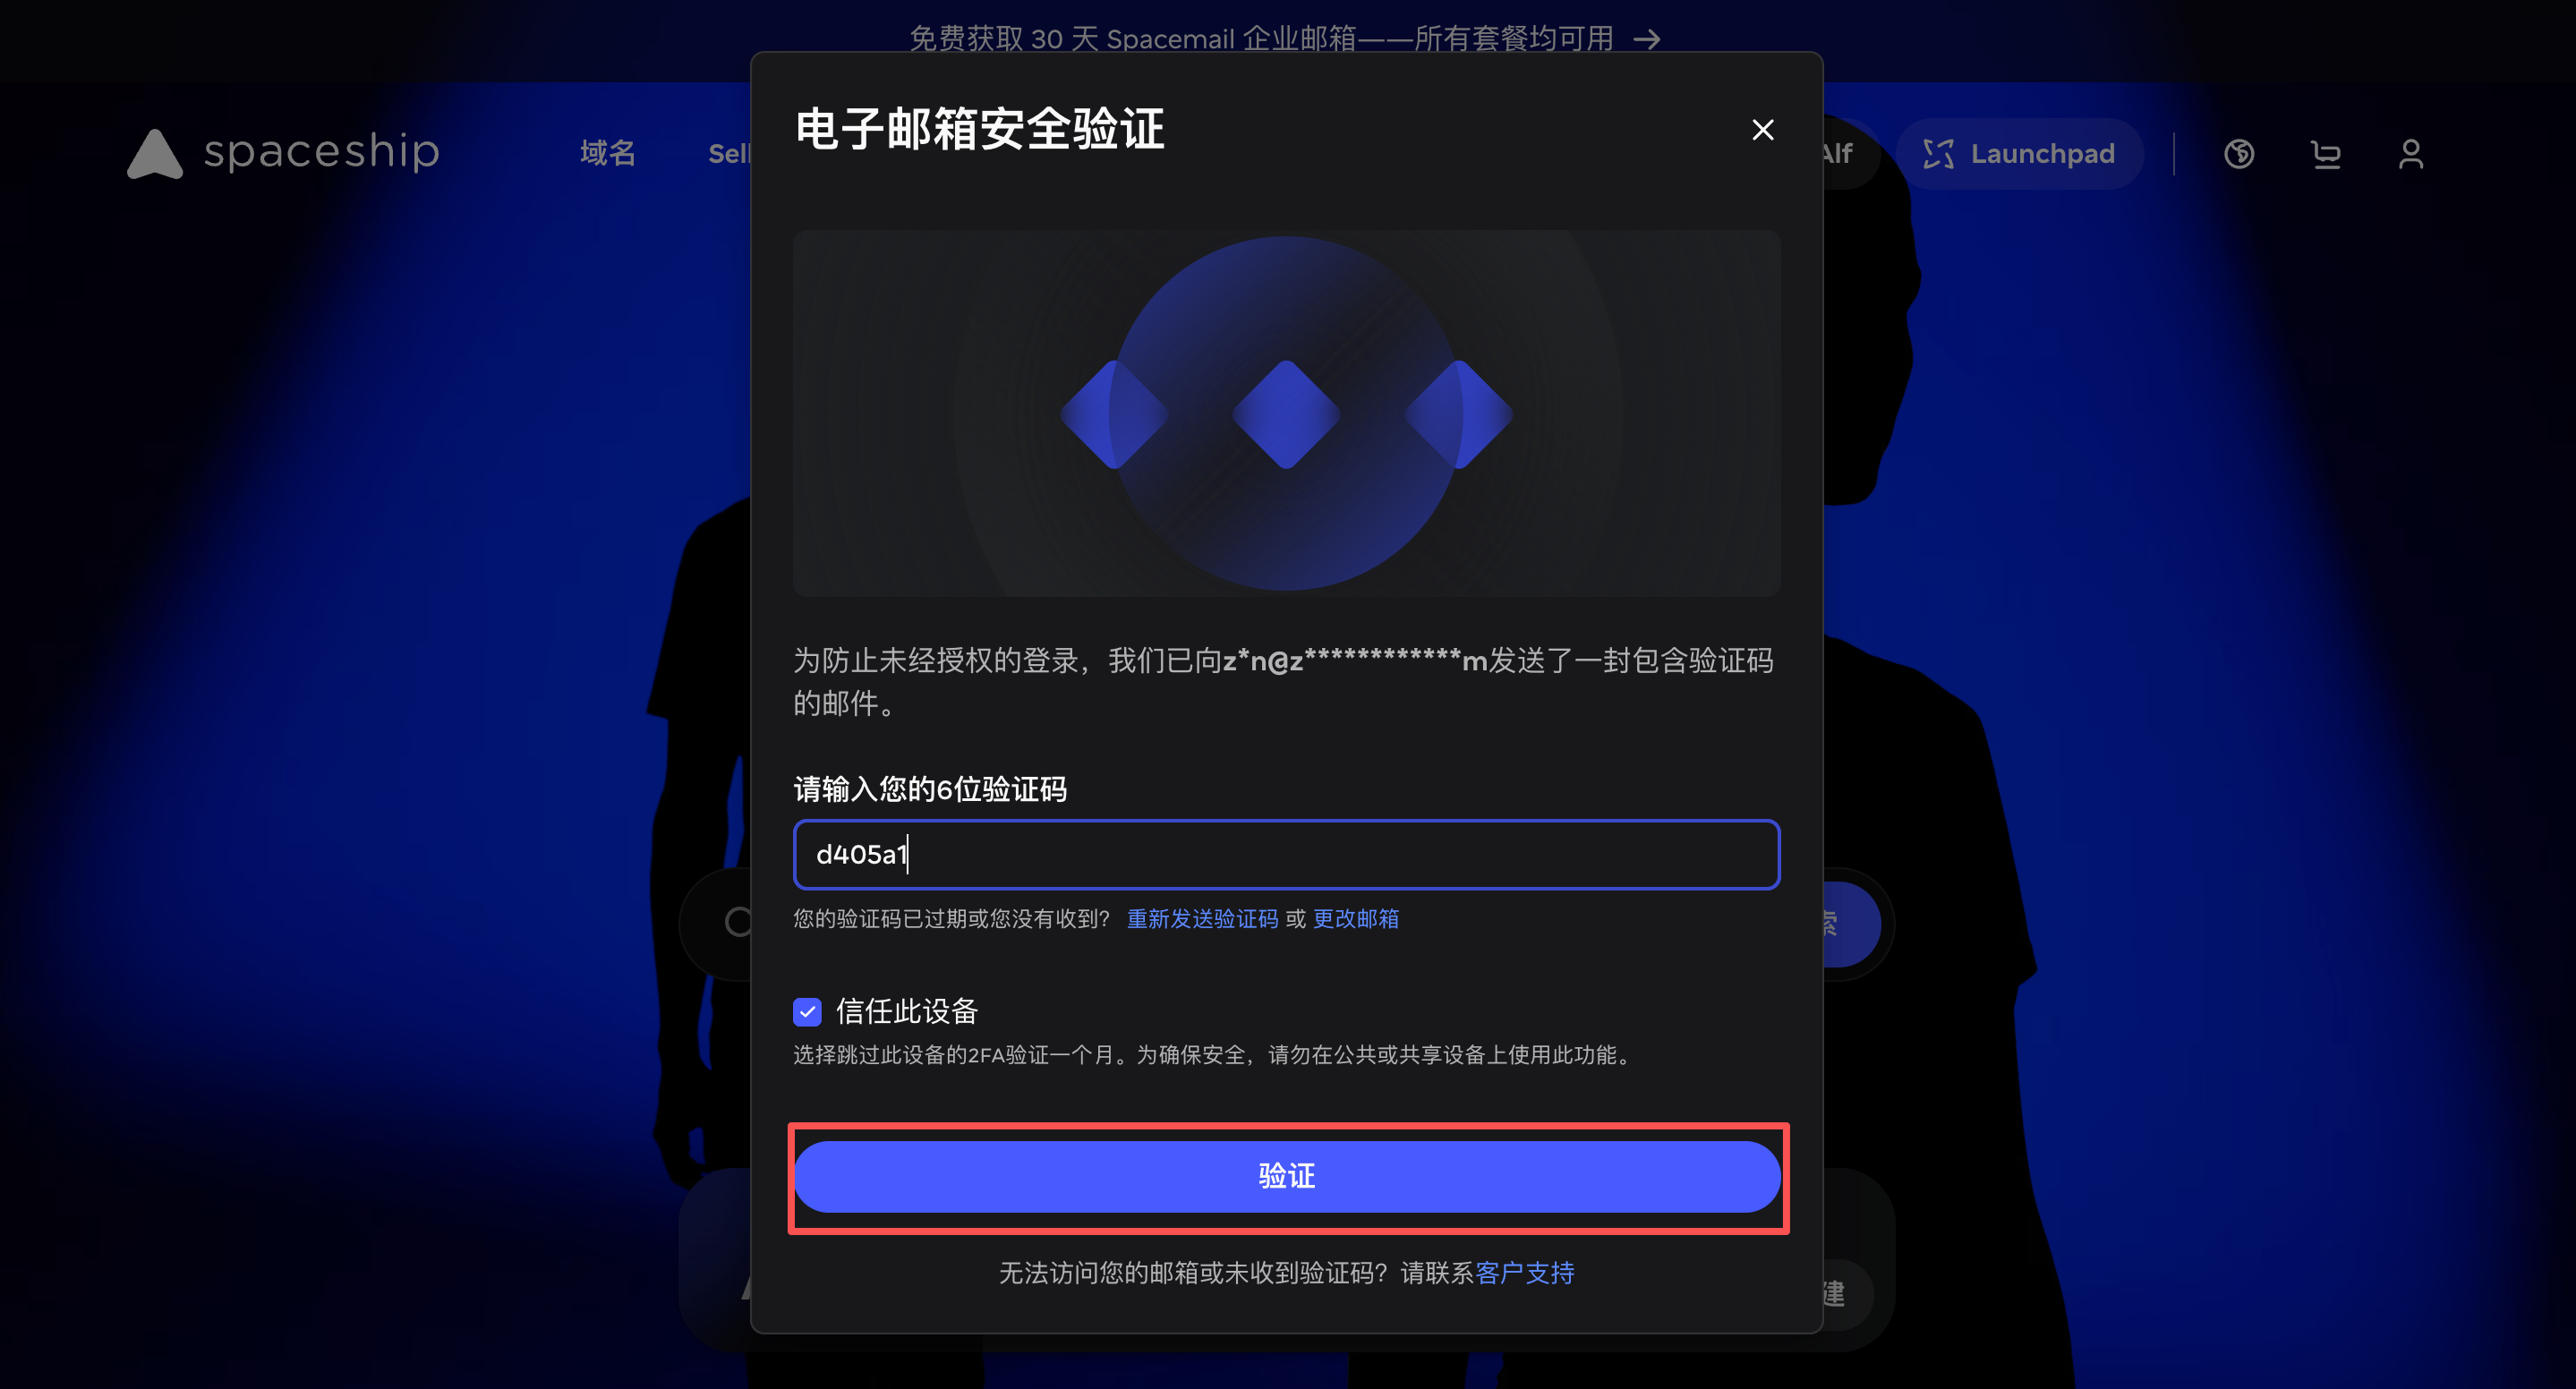 免费获取 30 天 Spacemail 企业邮箱——所有套餐均可用
spaceship
域名
Sell
Alf
Launchpad
电子邮箱安全验证
为防止未经授权的登录，我们已向z*n@z************m发送了一封包含验证码
的邮件。
请输入您的6位验证码
d405a1
您的验证码已过期或您没有收到？ 重新发送验证码 或 更改邮箱
索
信任此设备
选择跳过此设备的2FA验证一个月。为确保安全，请勿在公共或共享设备上使用此功能。
验证
无法访问您的邮箱或未收到验证码？请联系客户支持
建